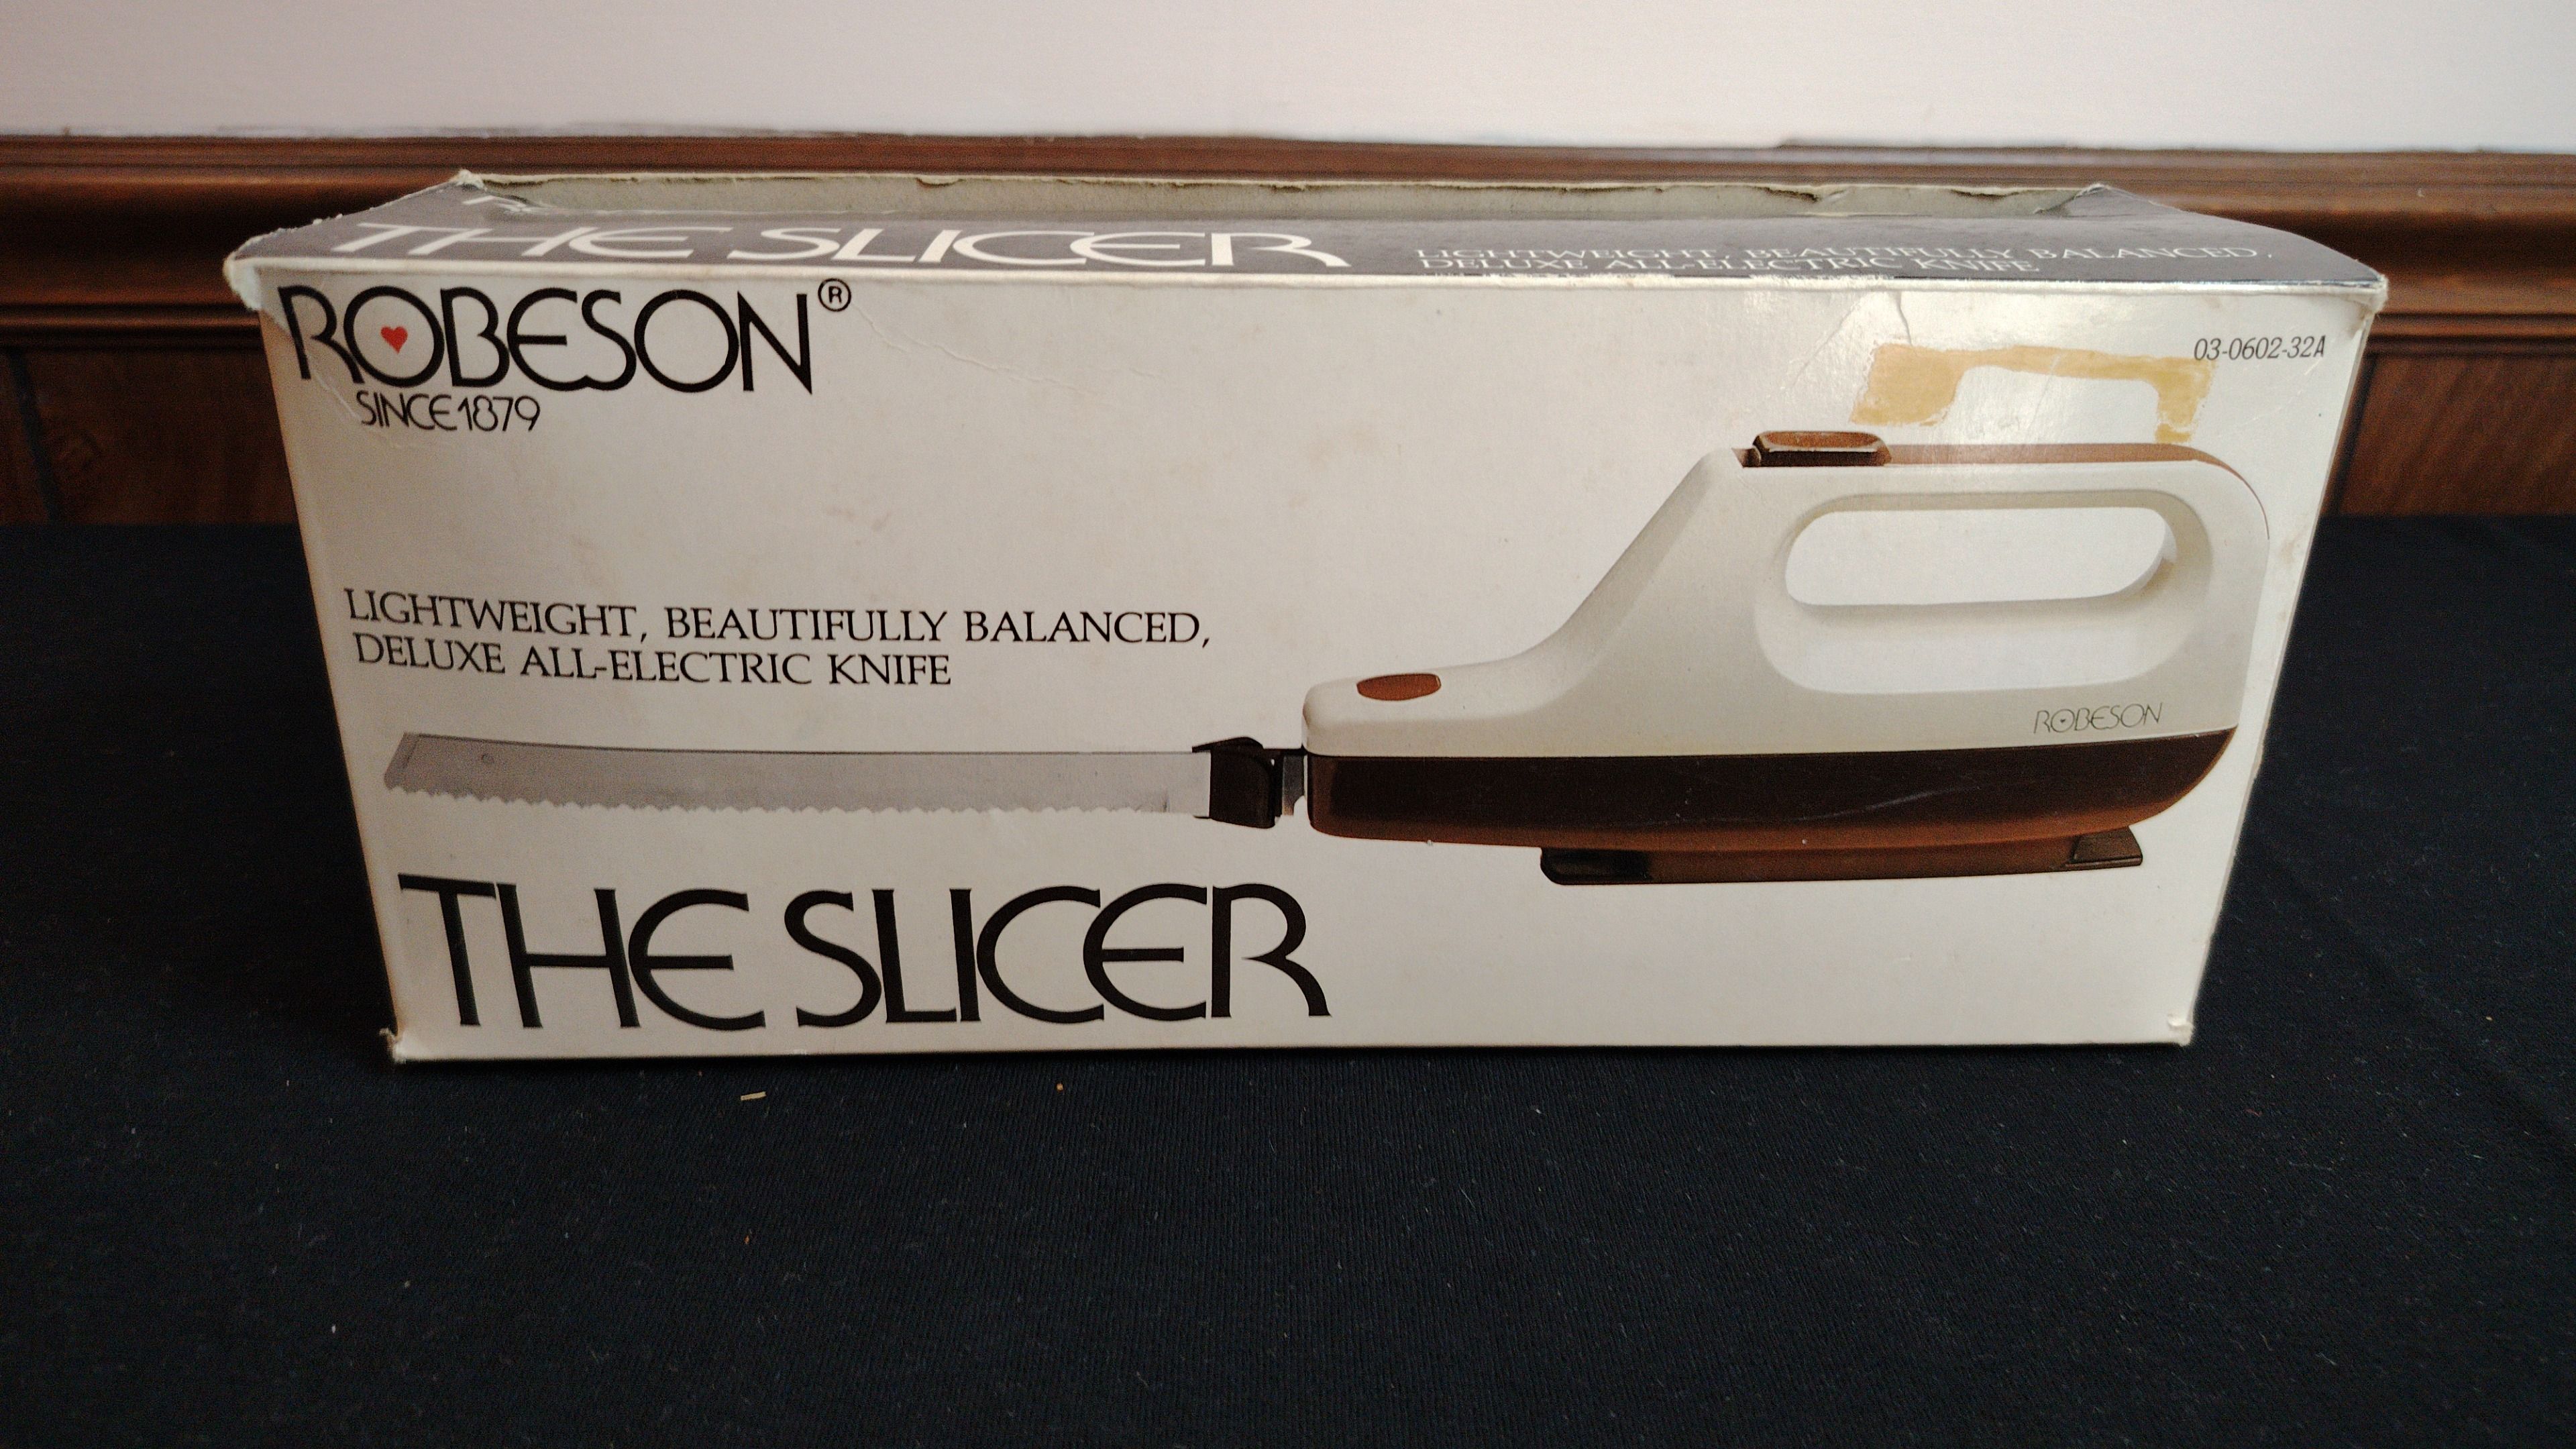 THE SLICER
LIGHTWEIGHT, BEAUTIFULLY BALANCED,
DELUXE ALL-ELECTRIC KNIFE
ROBESON®
SINCE 1879
03-0602-32A
LIGHTWEIGHT, BEAUTIFULLY BALANCED,
DELUXE ALL-ELECTRIC KNIFE
ROBESON
THE SLICER